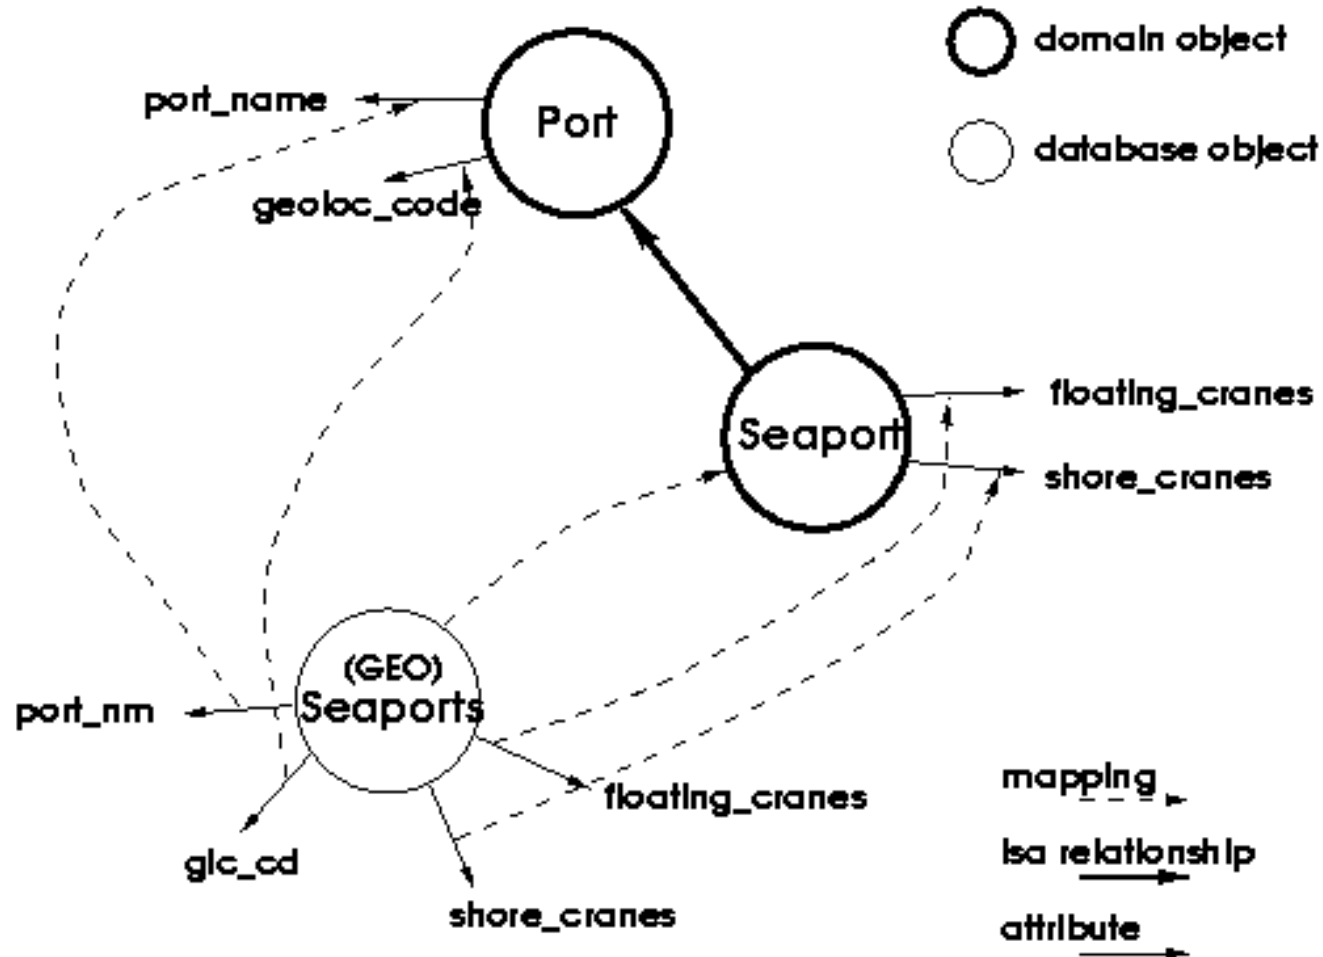 domain object
port_name
Port
database object
geoloc_code
floating_cranes
Seaport
shore_cranes
(GEO)
Seaports
port_nm
mapping
floating_cranes
isa relationship
glc_cd
shore_cranes
attribute